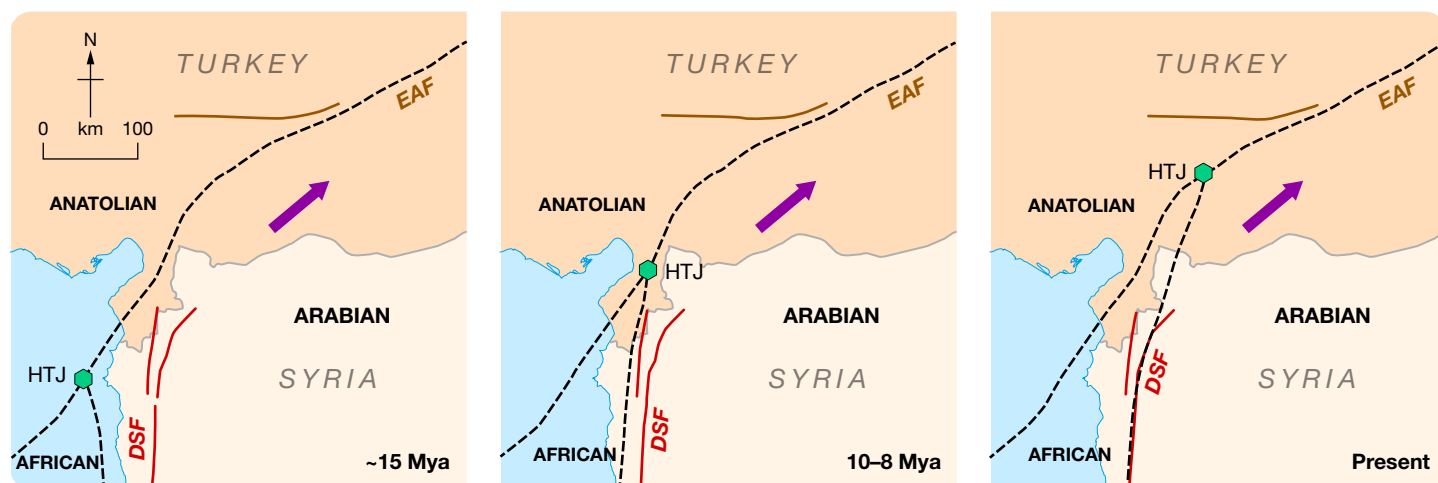 N
0 km 100
TURKEY
EAF
ANATOLIAN
ARABIAN
HTJ
SYRIA
DSF
AFRICAN
~15 Mya
TURKEY
EAF
ANATOLIAN
HTJ
ARABIAN
SYRIA
DSF
AFRICAN
10–8 Mya
TURKEY
EAF
HTJ
ANATOLIAN
ARABIAN
DSF
SYRIA
AFRICAN
Present